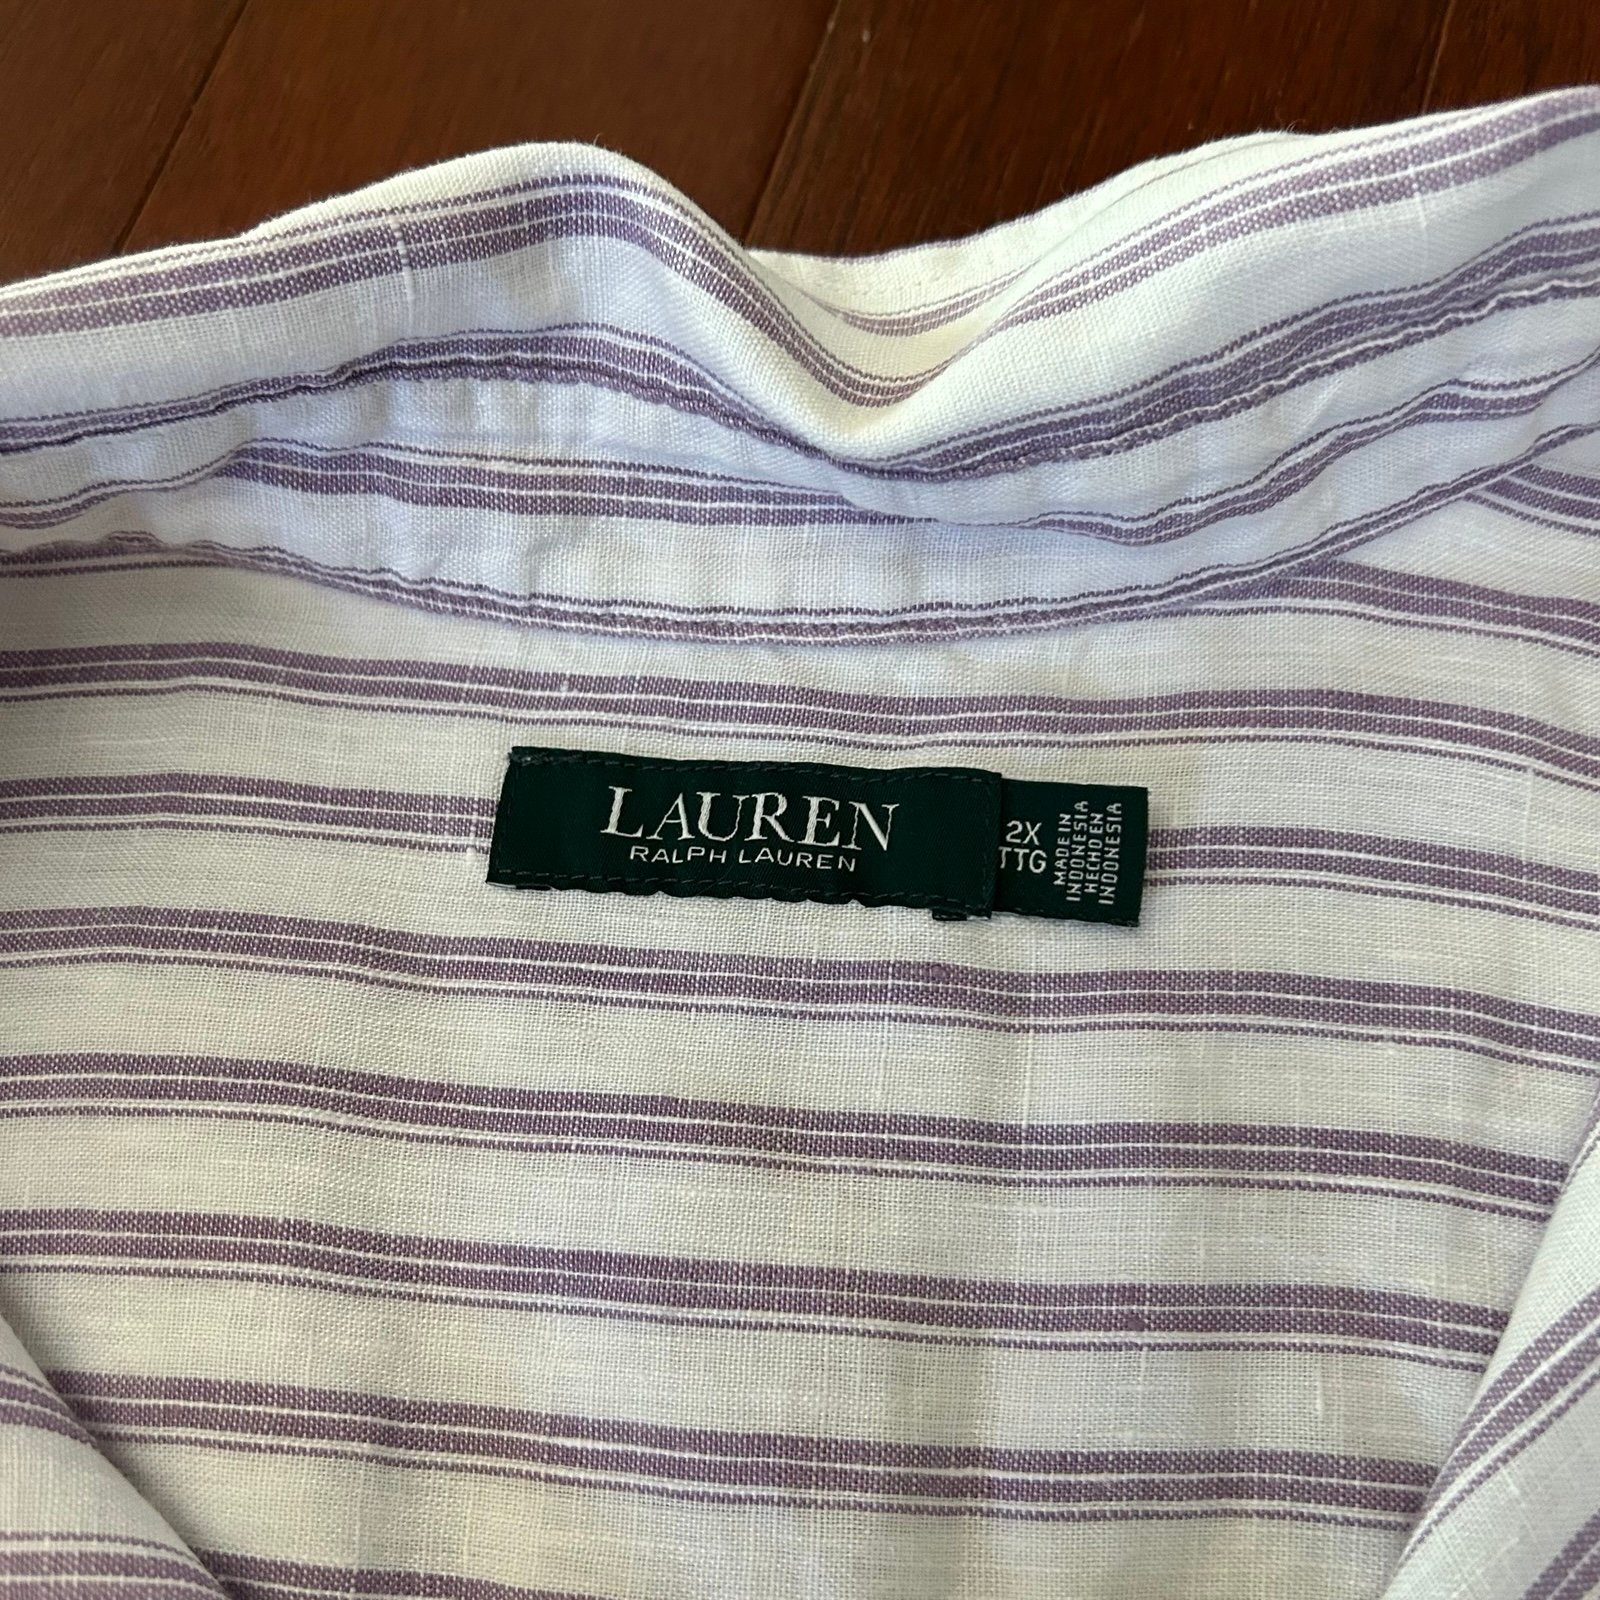 LAUREN
RALPH LAUREN
2X
TTG
MADE IN
INDONESIA
HECHO EN
INDONESIA